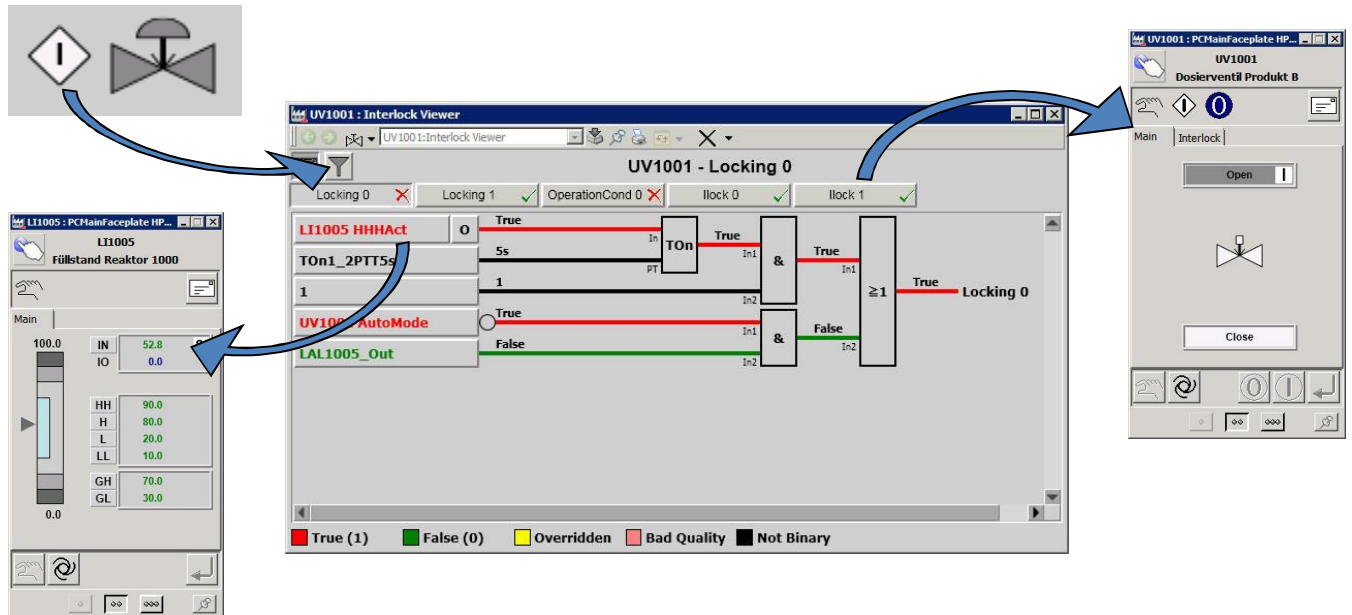 UV1001 : Interlock Viewer
UV1001:Interlock Viewer
UV1001 - Locking 0
Locking 0
Locking 1
OperationCond 0
Ilock 0
Ilock 1
LI1005 HHHAct
O
True
In
TOn
True
In1
&
True
In1
TOn1_2PTT5s
5s
PT
1
1
In2
≧1
True
Locking 0
AutoMode
True
In1
&
False
In2
LAL1005_Out
False
In2
True (1)
False (0)
Overridden
Bad Quality
Not Binary
LI1005 : PCMainFaceplate HP...
LI1005
Füllstand Reaktor 1000
Main
100.0
IN
52.8
IO
0.0
HH
90.0
H
80.0
L
20.0
LL
10.0
GH
70.0
GL
30.0
0.0
UV1001 : PCMainFaceplate HP...
UV1001
Dosierventil Produkt B
Main
Interlock
Open
Close